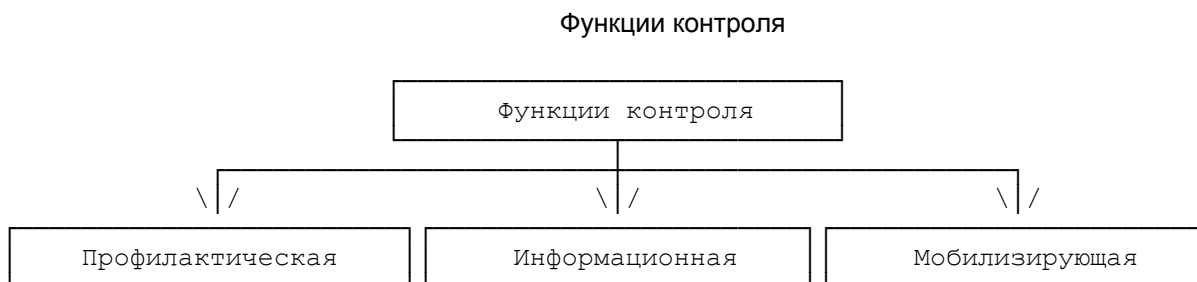 Функции контроля
Функции контроля
Профилактическая Информационная Мобилизирующая